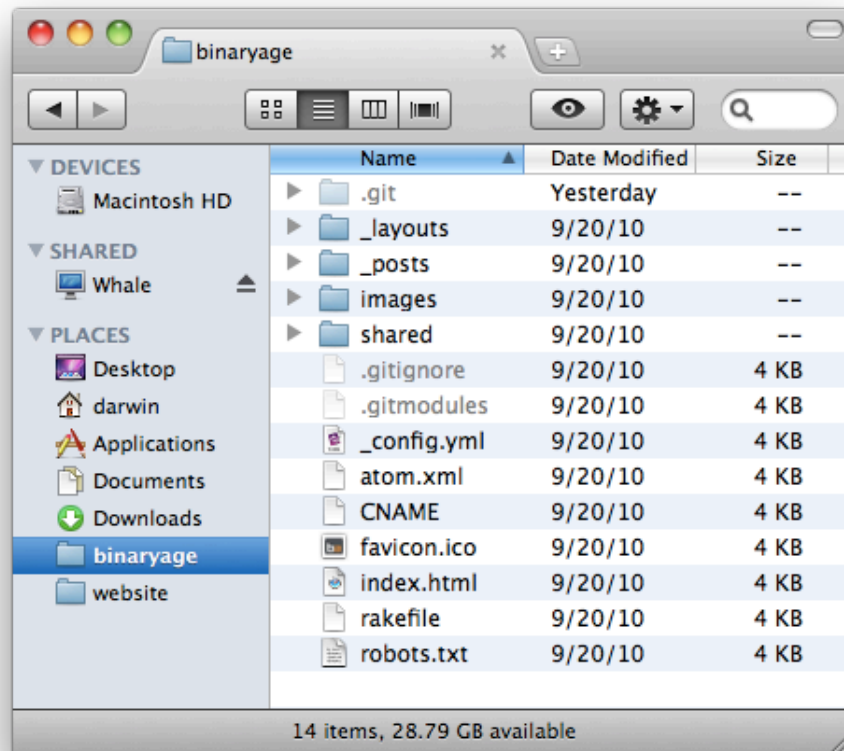 binaryage
Name Date Modified Size
DEVICES
Macintosh HD
SHARED
Whale
PLACES
Desktop
darwin
Applications
Documents
Downloads
binaryage
website
.git Yesterday --
_layouts 9/20/10 --
_posts 9/20/10 --
images 9/20/10 --
shared 9/20/10 --
.gitignore 9/20/10 4 KB
.gitmodules 9/20/10 4 KB
_config.yml 9/20/10 4 KB
atom.xml 9/20/10 4 KB
CNAME 9/20/10 4 KB
favicon.ico 9/20/10 4 KB
index.html 9/20/10 4 KB
rakefile 9/20/10 4 KB
robots.txt 9/20/10 4 KB
14 items, 28.79 GB available